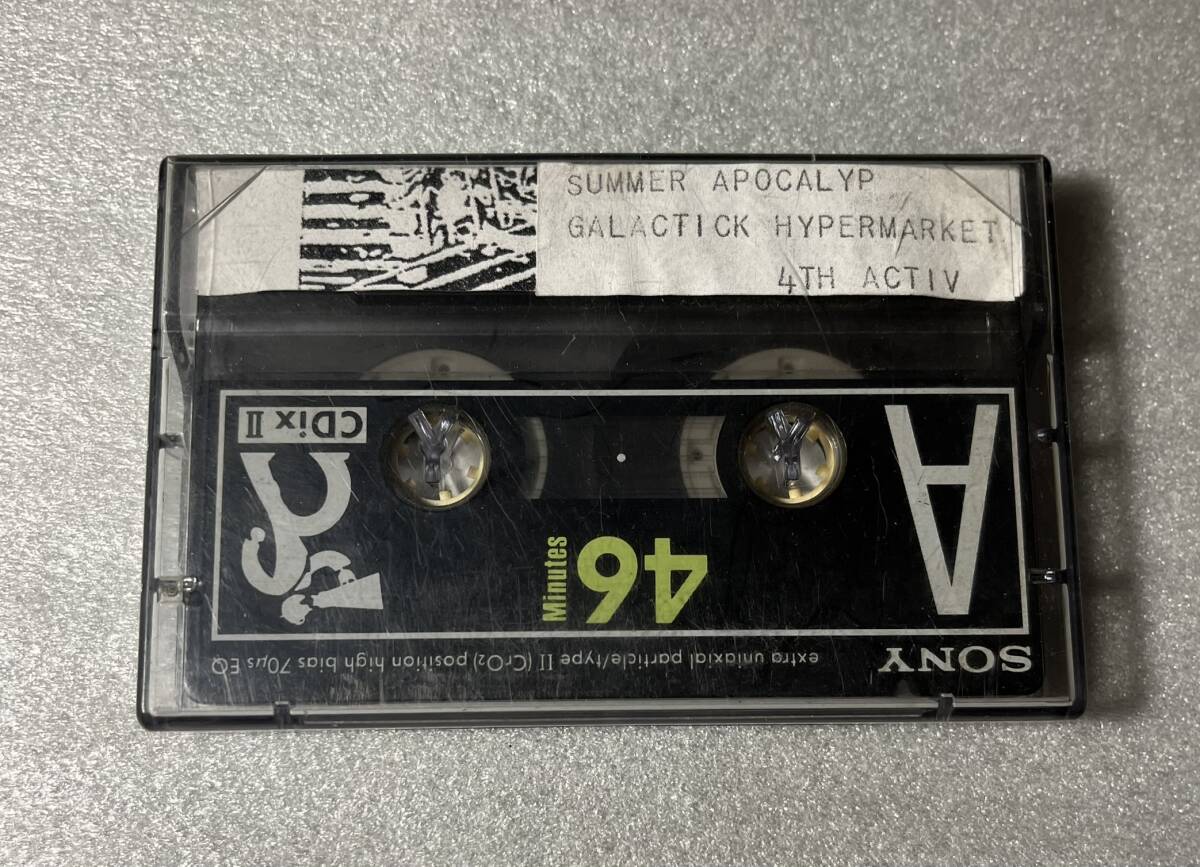 SUMMER APOCALYP
GALACTICK HYPERMARKET
4TH ACTIV
CDix II
A
46
Minutes
SONY
extra uniaxial particle/type II (CrO2) position high bias 70μs EQ